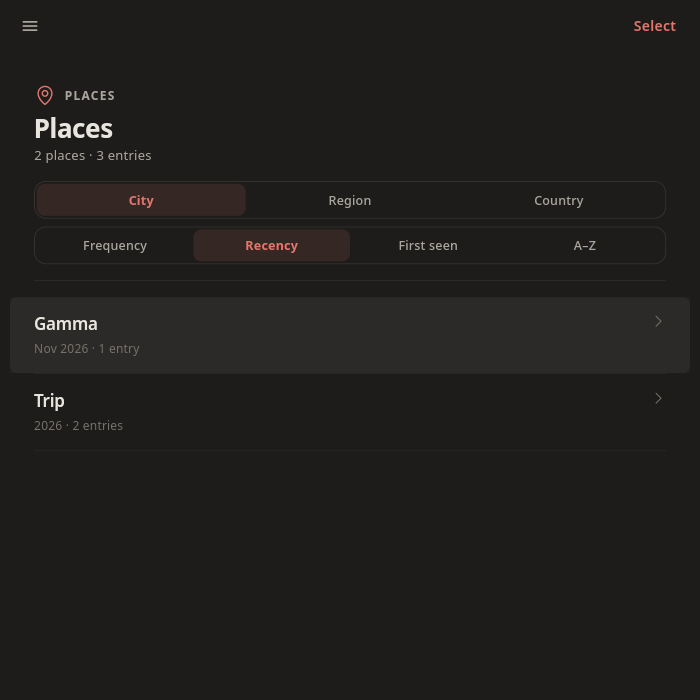 Select
PLACES
Places
2 places · 3 entries
City Region Country
Frequency Recency First seen A–Z
Gamma
Nov 2026 · 1 entry
Trip
2026 · 2 entries